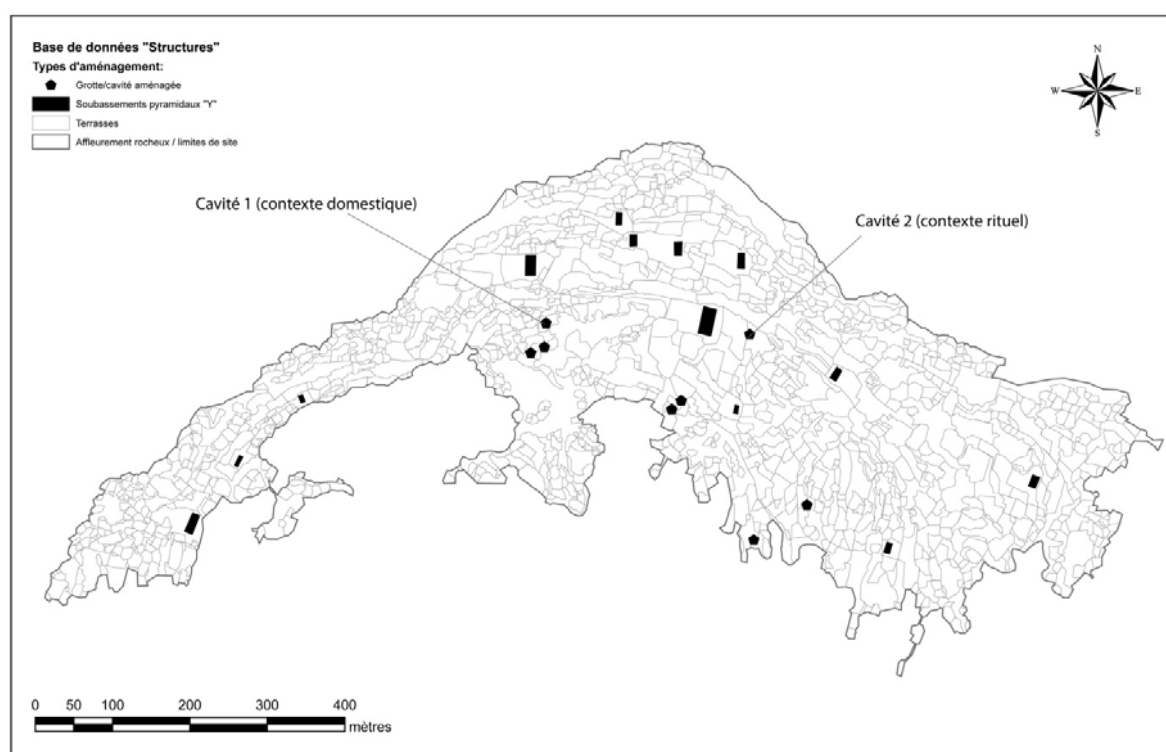 Base de données "Structures"
Types d'aménagement:
Grotte/cavité aménagée
Soubassements pyramidaux "Y"
Terrasses
Affleurement rocheux / limites de site
N
W
E
S
Cavité 1 (contexte domestique)
Cavité 2 (contexte rituel)
0 50 100 200 300 400
mètres